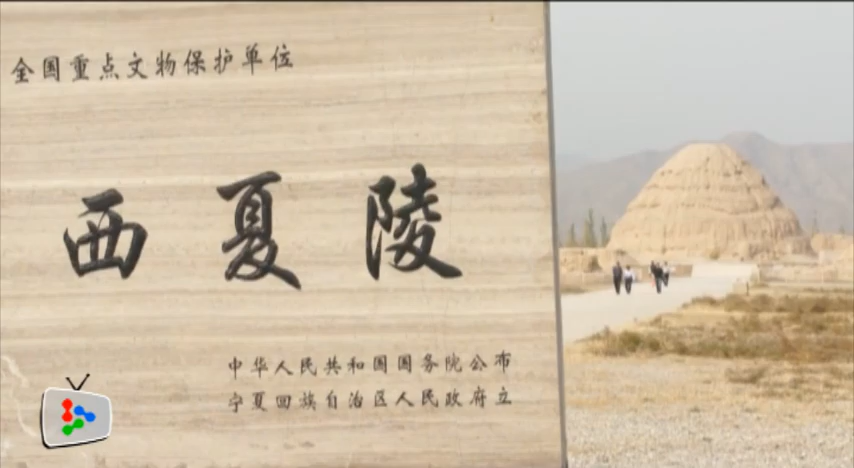 全国重点文物保护单位
西夏陵
中华人民共和国国务院公布
宁夏回族自治区人民政府立